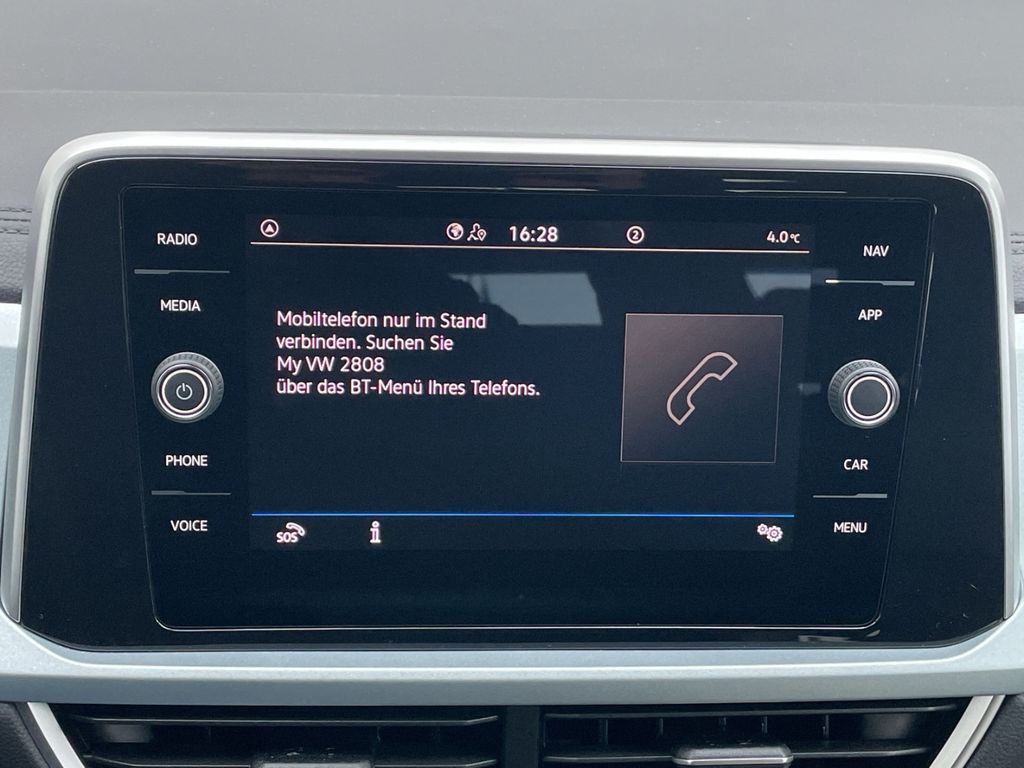 RADIO
MEDIA
PHONE
VOICE
16:28
2
4.0°C
Mobiltelefon nur im Stand
verbinden. Suchen Sie
My VW 2808
über das BT-Menü Ihres Telefons.
SOS
i
NAV
APP
CAR
MENU